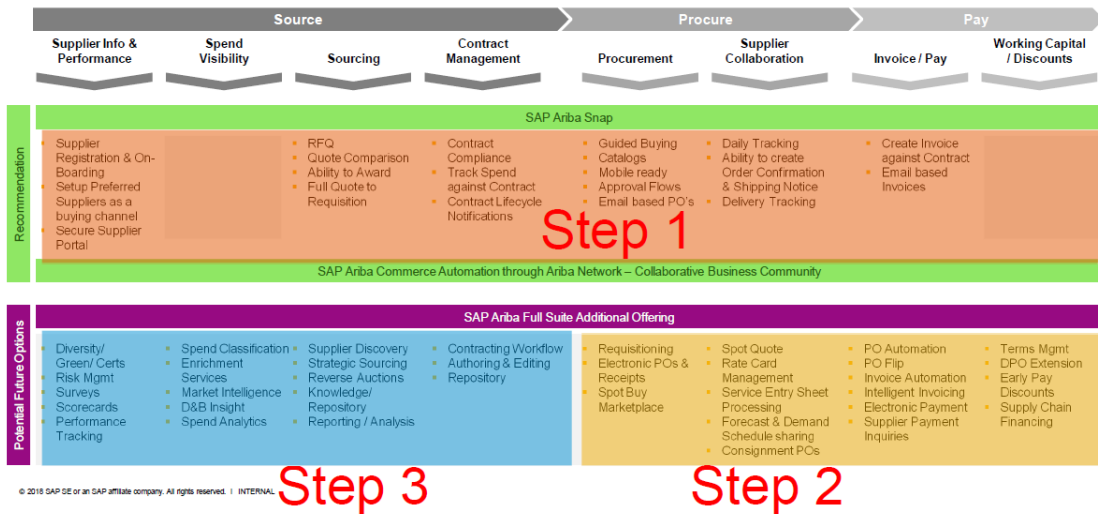 Source
Procure
Pay
Supplier Info &
Performance
Spend
Visibility
Sourcing
Contract
Management
Procurement
Supplier
Collaboration
Invoice / Pay
Working Capital
/ Discounts
Recommendation
SAP Ariba Snap
Supplier
Registration & On-
Boarding
Setup Preferred
Suppliers as a
buying channel
Secure Supplier
Portal
RFQ
Quote Comparison
Ability to Award
Full Quote to
Requisition
Contract
Compliance
Track Spend
against Contract
Contract Lifecycle
Notifications
Guided Buying
Catalogs
Mobile ready
Approval Flows
Email based PO's
Daily Tracking
Ability to create
Order Confirmation
& Shipping Notice
Delivery Tracking
Create Invoice
against Contract
Email based
Invoices
Step 1
SAP Ariba Commerce Automation through Ariba Network – Collaborative Business Community
Potential Future Options
SAP Ariba Full Suite Additional Offering
Diversity/
Green/ Certs
Risk Mgmt
Surveys
Scorecards
Performance
Tracking
Spend Classification
Enrichment
Services
Market Intelligence
D&B Insight
Spend Analytics
Supplier Discovery
Strategic Sourcing
Reverse Auctions
Knowledge/
Repository
Reporting / Analysis
Contracting Workflow
Authoring & Editing
Repository
Requisitioning
Electronic POs &
Receipts
Spot Buy
Marketplace
Spot Quote
Rate Card
Management
Service Entry Sheet
Processing
Forecast & Demand
Schedule sharing
Consignment POs
PO Automation
PO Flip
Invoice Automation
Intelligent Invoicing
Electronic Payment
Supplier Payment
Inquiries
Terms Mgmt
DPO Extension
Early Pay
Discounts
Supply Chain
Financing
Step 3
Step 2
© 2016 SAP SE or an SAP affiliate company. All rights reserved. | INTERNAL